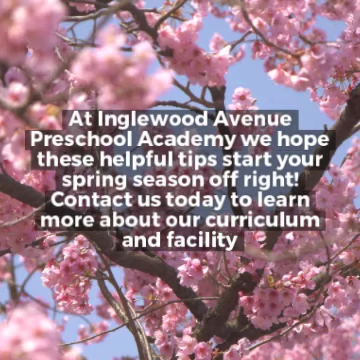 At Inglewood Avenue
Preschool Academy we hope
these helpful tips start your
spring season off right!
Contact us today to learn
more about our curriculum
and facility